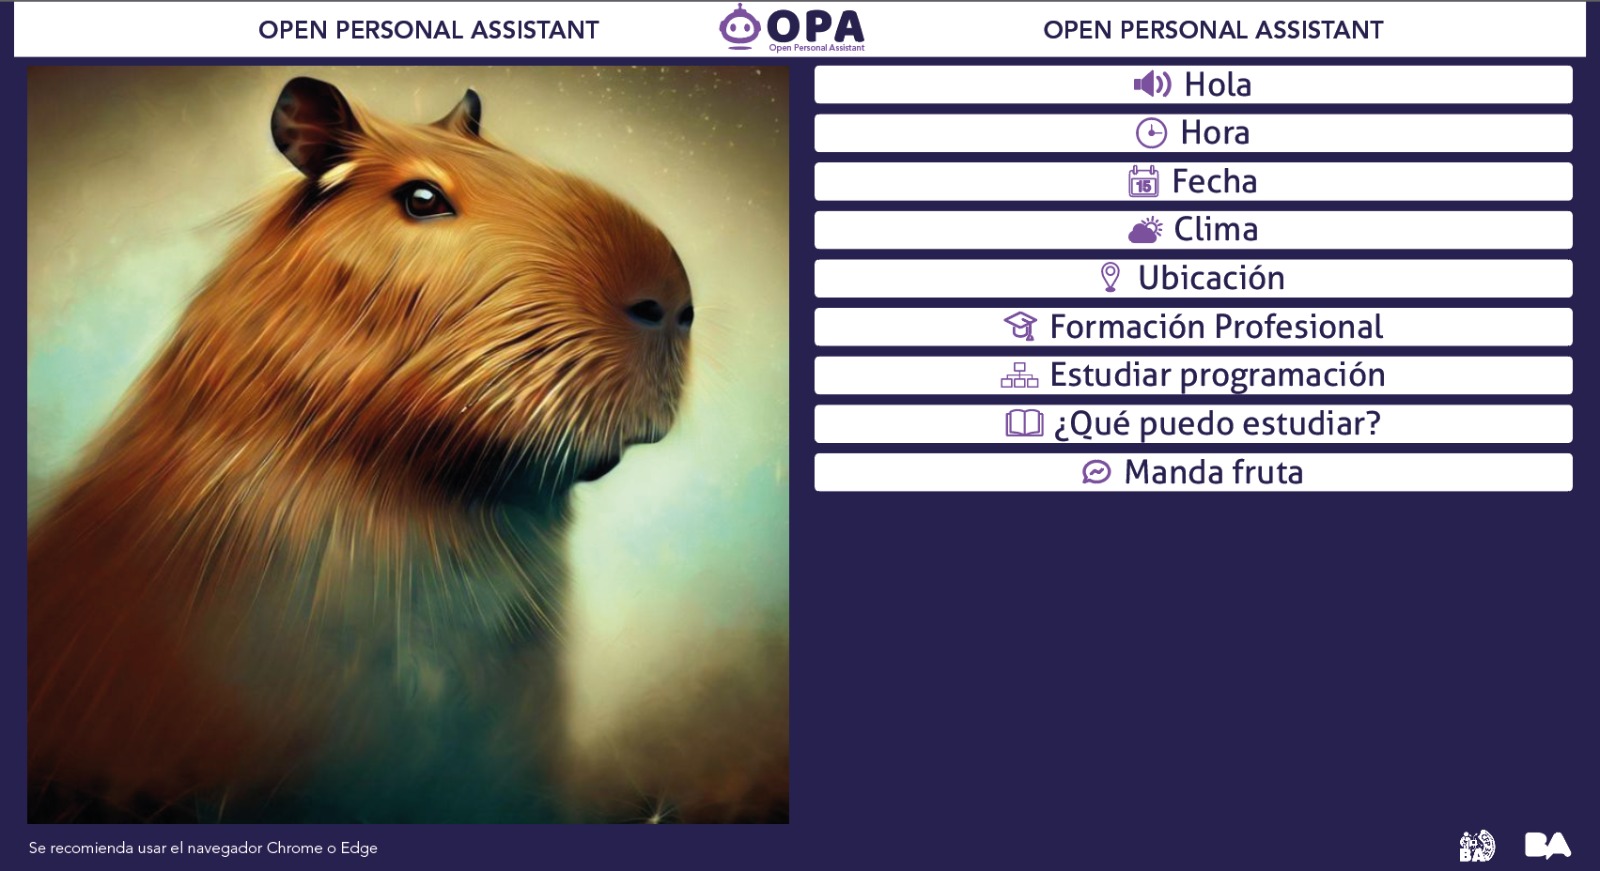 OPEN PERSONAL ASSISTANT
OPA
Open Personal Assistant
OPEN PERSONAL ASSISTANT
Hola
Hora
15
Fecha
Clima
Ubicación
Formación Profesional
Estudiar programación
¿Qué puedo estudiar?
Manda fruta
Se recomienda usar el navegador Chrome o Edge
BA
BA